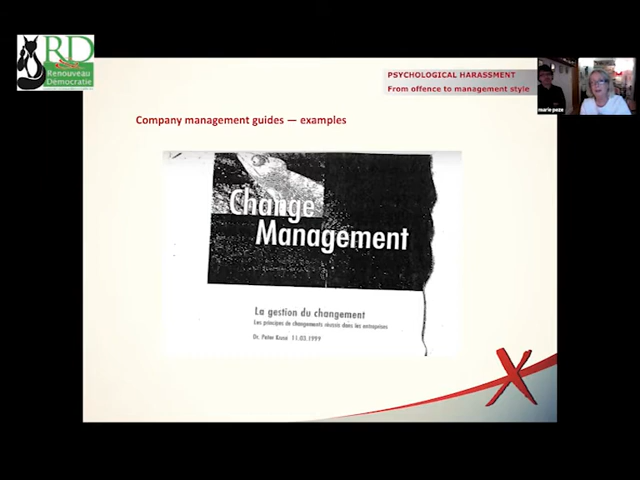 RD
Renouveau
Démocratie
PSYCHOLOGICAL HARASSMENT
From offence to management style
marie peze
Company management guides — examples
Change
Management
La gestion du changement
Les principes de changements réussis dans les entreprises
Dr. Peter Kraus 11.03.1999